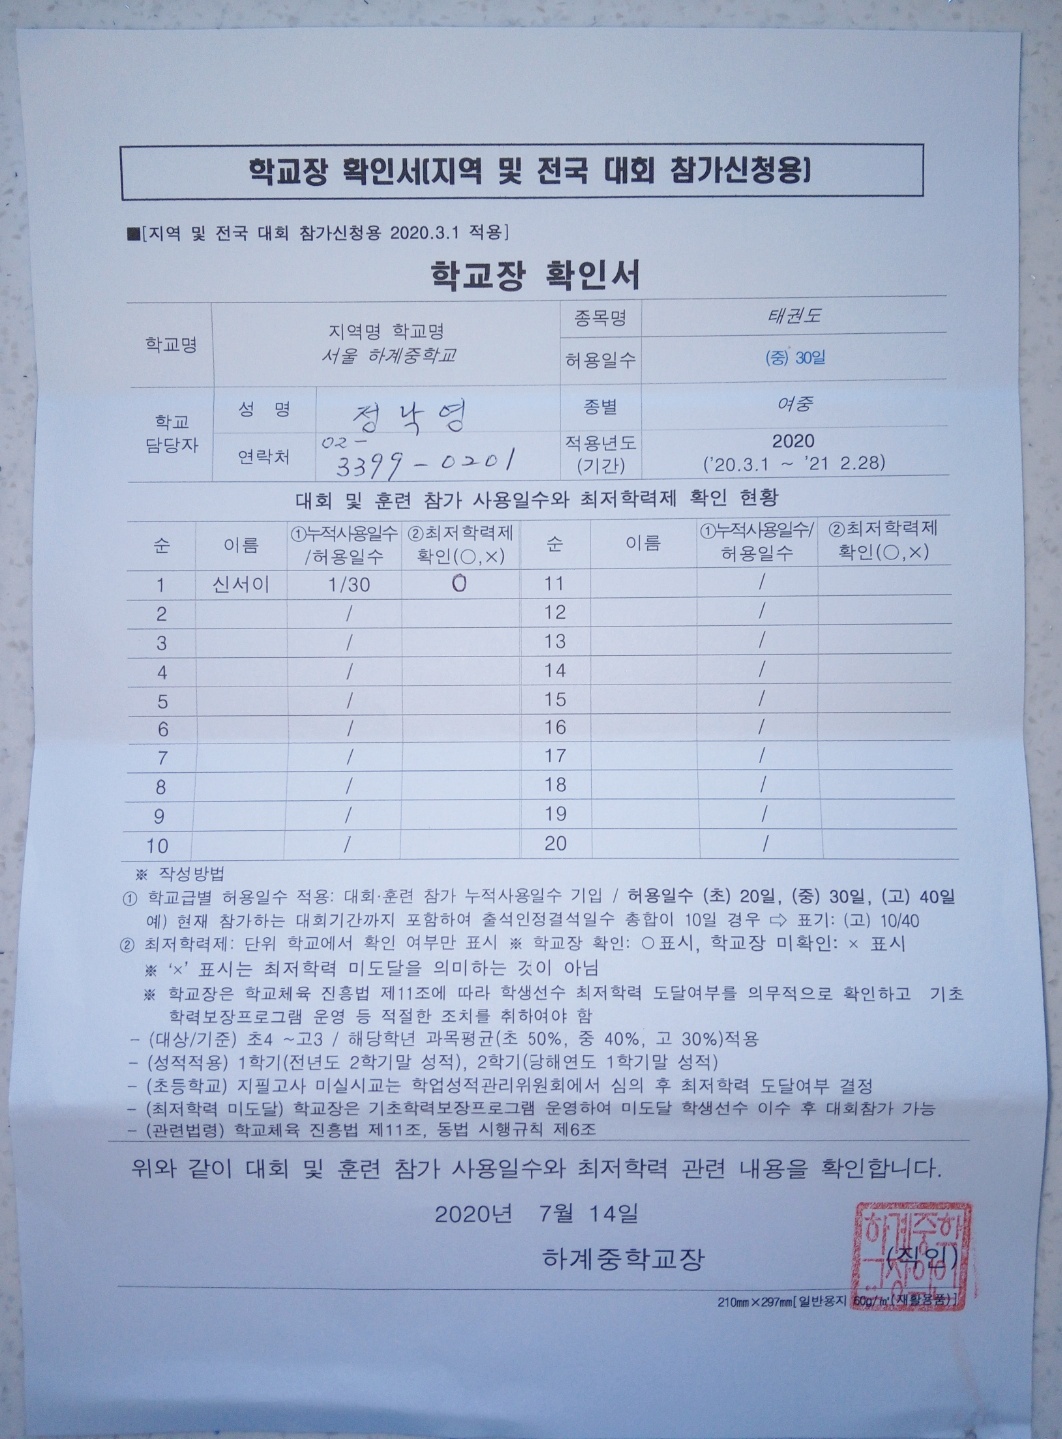 학교장 확인서(지역 및 전국 대회 참가신청용)
■[지역 및 전국 대회 참가신청용 2020.3.1 적용]
학교장 확인서
학교명
지역명 학교명
서울 하계중학교
종목명
태권도
허용일수
(중) 30일
학교
담당자
성 명
정낙영
종별
여중
연락처
02-
3399-0201
적용년도
(기간)
2020
('20.3.1 ~ '21 2.28)
대회 및 훈련 참가 사용일수와 최저학력제 확인 현황
순 이름 ①누적사용일수/허용일수 ②최저학력제 확인(○,×) 순 이름 ①누적사용일수/허용일수 ②최저학력제 확인(○,×)
1 신서이 1/30 O 11 /
2 / 12 /
3 / 13 /
4 / 14 /
5 / 15 /
6 / 16 /
7 / 17 /
8 / 18 /
9 / 19 /
10 / 20 /
※ 작성방법
① 학교급별 허용일수 적용: 대회·훈련 참가 누적사용일수 기입 / 허용일수 (초) 20일, (중) 30일, (고) 40일
예) 현재 참가하는 대회기간까지 포함하여 출석인정결석일수 총합이 10일 경우 ⇨ 표기: (고) 10/40
② 최저학력제: 단위 학교에서 확인 여부만 표시 ※ 학교장 확인: ○표시, 학교장 미확인: × 표시
※ '×' 표시는 최저학력 미도달을 의미하는 것이 아님
※ 학교장은 학교체육 진흥법 제11조에 따라 학생선수 최저학력 도달여부를 의무적으로 확인하고 기초
학력보장프로그램 운영 등 적절한 조치를 취하여야 함
- (대상/기준) 초4 ~고3 / 해당학년 과목평균(초 50%, 중 40%, 고 30%)적용
- (성적적용) 1학기(전년도 2학기말 성적), 2학기(당해연도 1학기말 성적)
- (초등학교) 지필고사 미실시교는 학업성적관리위원회에서 심의 후 최저학력 도달여부 결정
- (최저학력 미도달) 학교장은 기초학력보장프로그램 운영하여 미도달 학생선수 이수 후 대회참가 가능
- (관련법령) 학교체육 진흥법 제11조, 동법 시행규칙 제6조
위와 같이 대회 및 훈련 참가 사용일수와 최저학력 관련 내용을 확인합니다.
2020년 7월 14일
하계중학교장 (직인)
하계중학
교장의인
210㎜×297㎜[일반용지 60g/㎡(재활용품)]